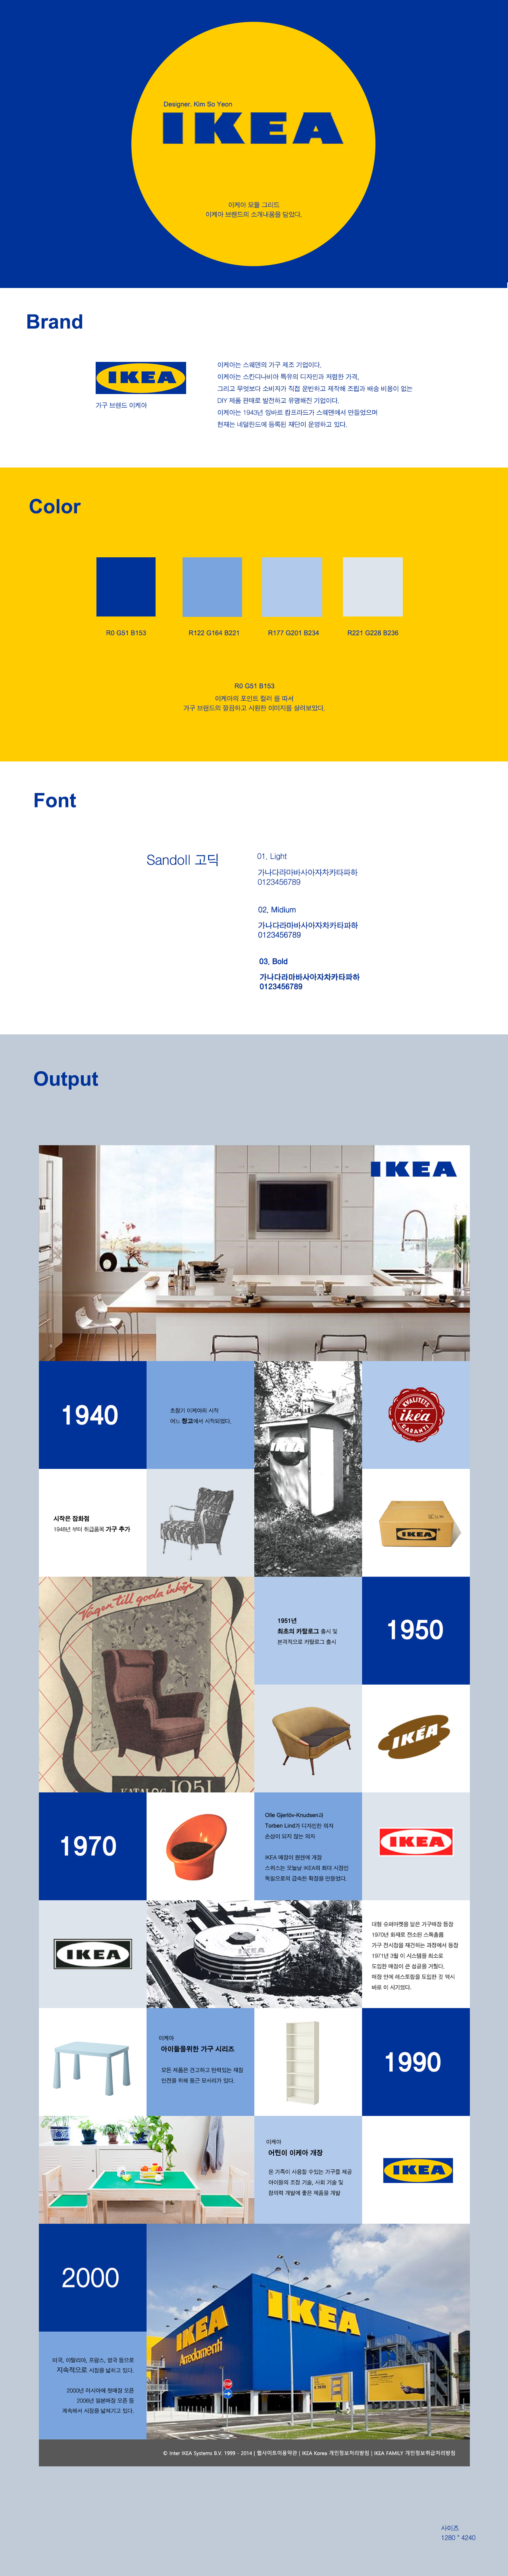 Designer. Kim So Yeon
IKEA
이케아 모듈 그리드
이케아 브랜드의 소개내용을 담았다.
Brand
IKEA
가구 브랜드 이케아
이케아는 스웨덴의 가구 제조 기업이다.
이케아는 스칸디나비아 특유의 디자인과 저렴한 가격,
그리고 무엇보다 소비자가 직접 운반하고 제작해 조립과 배송 비용이 없는
DIY 제품 판매로 발전하고 유명해진 기업이다.
이케아는 1943년 잉바르 캄프라드가 스웨덴에서 만들었으며
현재는 네덜란드에 등록된 재단이 운영하고 있다.
Color
R0 G51 B153
R122 G164 B221
R177 G201 B234
R221 G228 B236
R0 G51 B153
이케아의 포인트 컬러 를 따서
가구 브랜드의 깔끔하고 시원한 이미지를 살려보았다.
Font
Sandoll 고딕
01. Light
가나다라마바사아자차카타파하
0123456789
02. Midium
가나다라마바사아자차카타파하
0123456789
03. Bold
가나다라마바사아자차카타파하
0123456789
Output
IKEA
1940
초창기 이케아의 시작
어느 창고에서 시작되었다.
IKEA
KVALITETS
ikéa
GARANTI
시작은 잡화점
1948년 부터 취급품목 가구 추가
IKEA
Vägen till goda inköp
KATALOG 1951
1951년
최초의 카탈로그 출시 및
본격적으로 카탈로그 출시
1950
IKÉA
1970
Olle Gjerlöv-Knudsen과
Torben Lind가 디자인한 의자
손상이 되지 않는 의자
IKEA 매장이 뮌헨에 개장
스위스는 오늘날 IKEA의 최대 시장인
독일으로의 급속한 확장을 만들었다.
IKEA
IKEA
IKEA
대형 슈퍼마켓을 닮은 가구매장 등장
1970년 화재로 전소된 스톡홀름
가구 전시장을 재건하는 과정에서 등장
1971년 3월 이 시스템을 최소로
도입한 매장이 큰 성공을 거뒀다.
매장 안에 레스토랑을 도입한 것 역시
바로 이 시기였다.
이케아
아이들을위한 가구 시리즈
모든 제품은 견고하고 탄력있는 재질
안전을 위해 둥근 모서리가 있다.
1990
이케아
어린이 이케아 개장
온 가족이 사용할 수있는 가구를 제공
아이들의 조정 기술, 사회 기술 및
창의력 개발에 좋은 제품을 개발
IKEA
2000
미국, 이탈리아, 프랑스, 영국 등으로
지속적으로 시장을 넓히고 있다.
2000년 러시아에 첫매장 오픈
2006년 일본매장 오픈 등
계속해서 시장을 넓혀가고 있다.
IKEA
IKEA
Arredamenti
STOP
© Inter IKEA Systems B.V. 1999 - 2014 | 웹사이트이용약관 | IKEA Korea 개인정보처리방침 | IKEA FAMILY 개인정보취급처리방침
사이즈
1280 * 4240